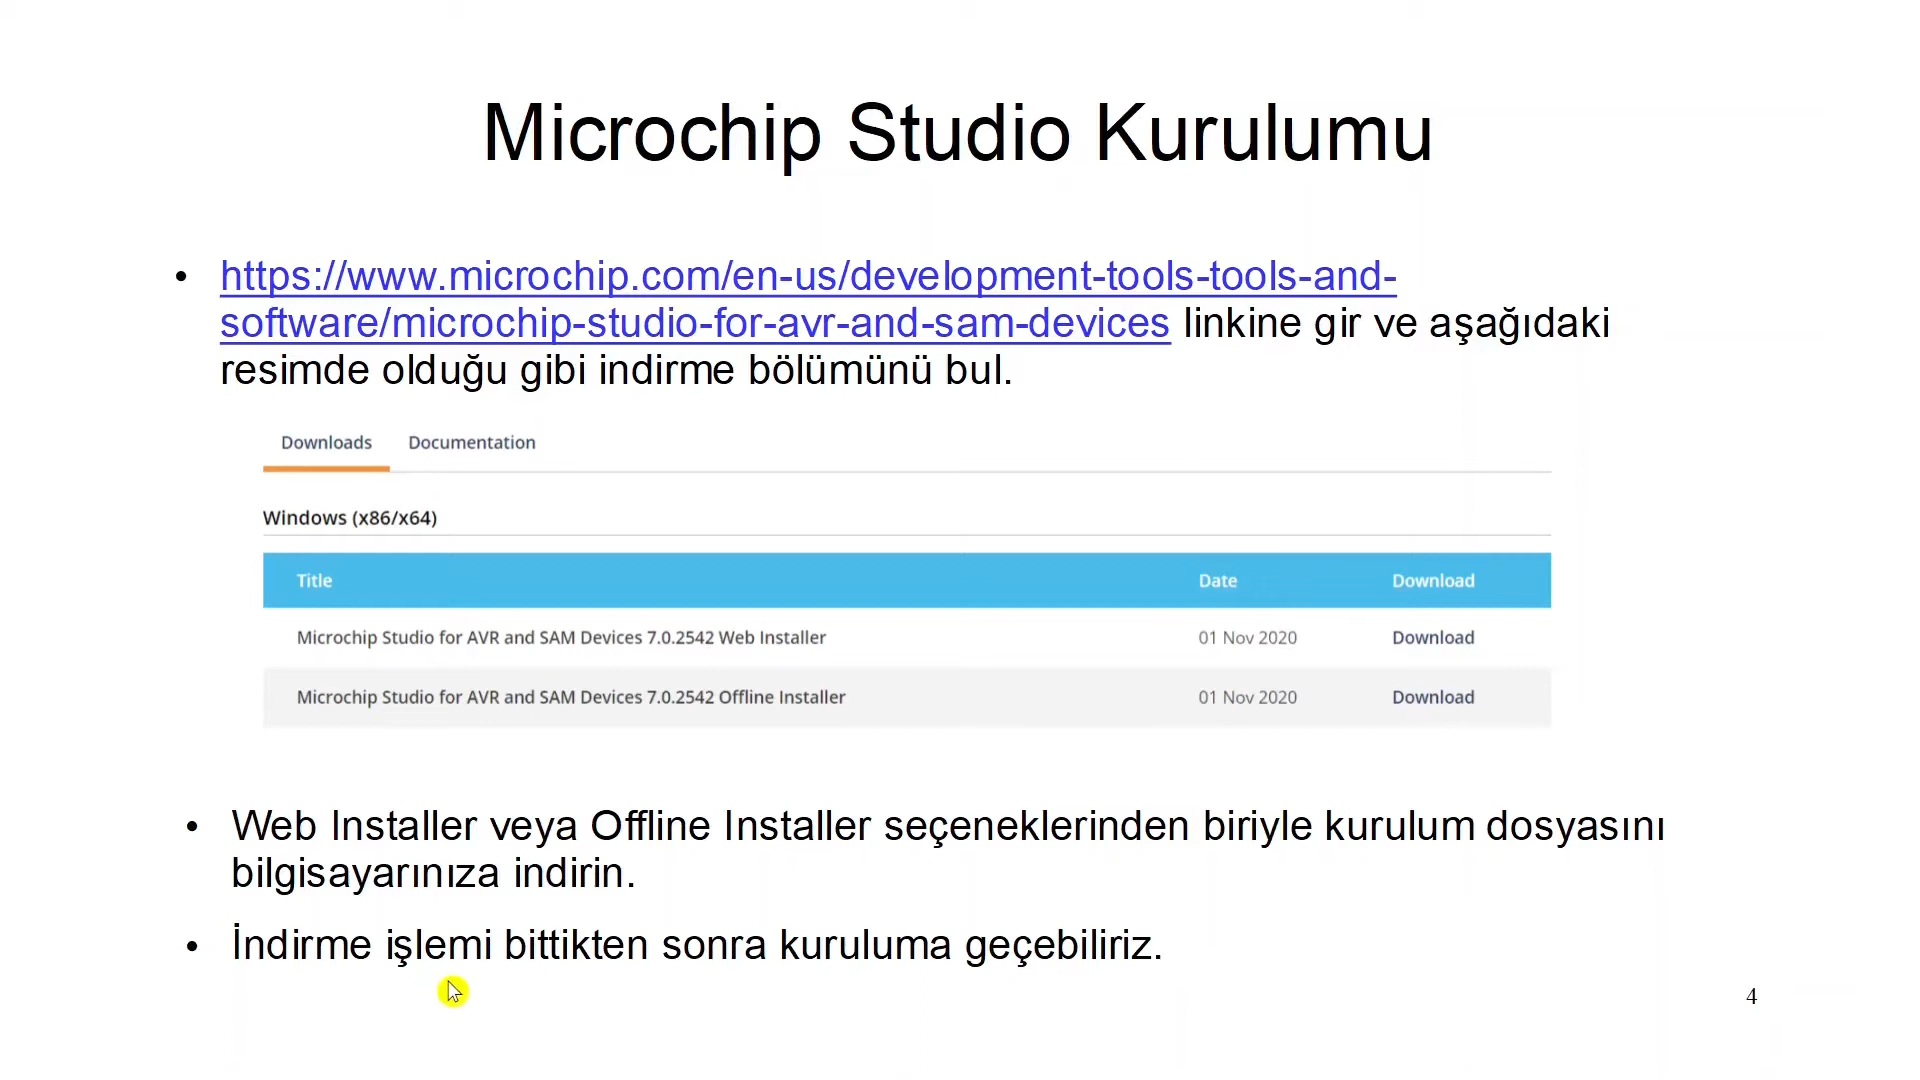 Microchip Studio Kurulumu
• https://www.microchip.com/en-us/development-tools-tools-and-
software/microchip-studio-for-avr-and-sam-devices linkine gir ve aşağıdaki
resimde olduğu gibi indirme bölümünü bul.
Downloads Documentation
Windows (x86/x64)
Title Date Download
Microchip Studio for AVR and SAM Devices 7.0.2542 Web Installer 01 Nov 2020 Download
Microchip Studio for AVR and SAM Devices 7.0.2542 Offline Installer 01 Nov 2020 Download
• Web Installer veya Offline Installer seçeneklerinden biriyle kurulum dosyasını
bilgisayarınıza indirin.
• İndirme işlemi bittikten sonra kuruluma geçebiliriz.
4